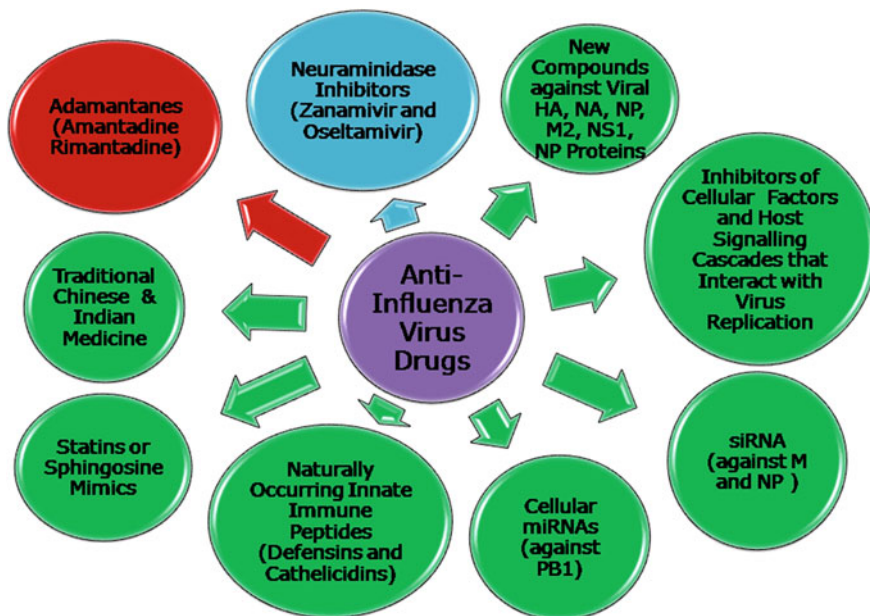 Adamantanes
(Amantadine
Rimantadine)
Neuraminidase
Inhibitors
(Zanamivir and
Oseltamivir)
New
Compounds
against Viral
HA, NA, NP,
M2, NS1,
NP Proteins
Inhibitors of
Cellular Factors
and Host
Signalling
Cascades that
Interact with
Virus
Replication
Traditional
Chinese &
Indian
Medicine
Anti-
Influenza
Virus
Drugs
Statins or
Sphingosine
Mimics
Naturally
Occurring Innate
Immune
Peptides
(Defensins and
Cathelicidins)
Cellular
miRNAs
(against
PB1)
siRNA
(against M
and NP )